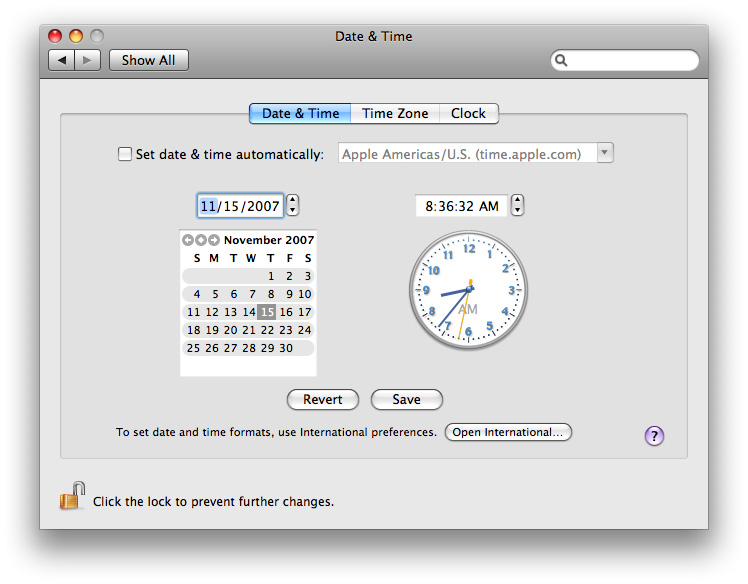 Date & Time
Show All
Date & Time Time Zone Clock
Set date & time automatically: Apple Americas/U.S. (time.apple.com)
11/15/2007 8:36:32 AM
November 2007
S M T W T F S
1 2 3
4 5 6 7 8 9 10
11 12 13 14 15 16 17
18 19 20 21 22 23 24
25 26 27 28 29 30
12
11 1
10 2
9 3
AM
8 4
7 5
6
Revert Save
To set date and time formats, use International preferences. Open International...
?
Click the lock to prevent further changes.